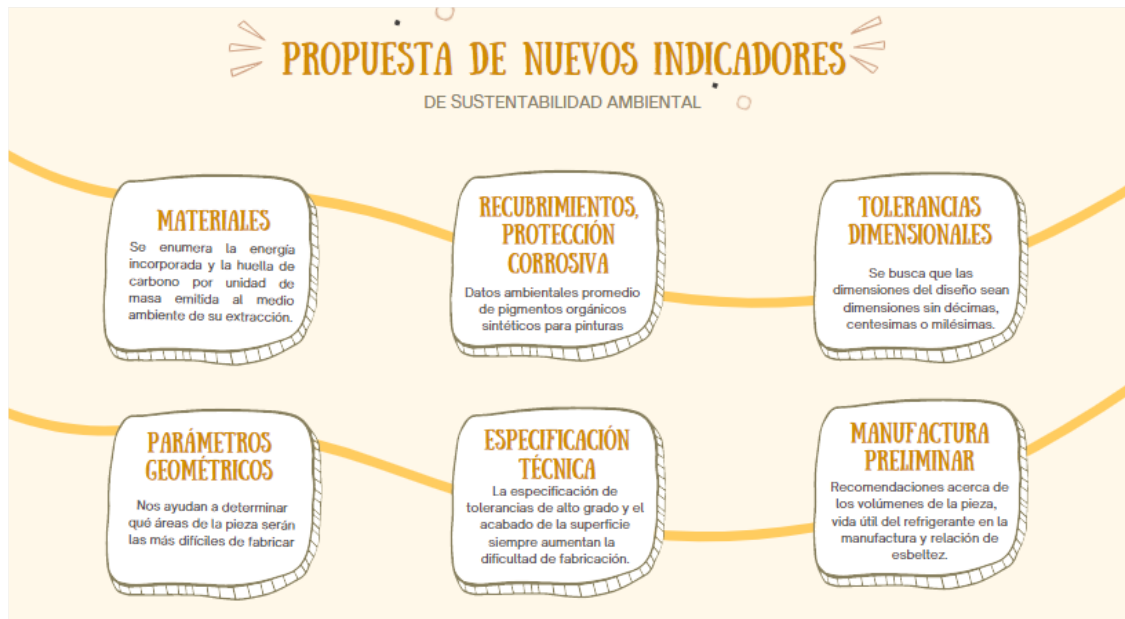 PROPUESTA DE NUEVOS INDICADORES
DE SUSTENTABILIDAD AMBIENTAL
MATERIALES
Se enumera la energía
incorporada y la huella de
carbono por unidad de
masa emitida al medio
ambiente de su extracción.
RECUBRIMIENTOS,
PROTECCIÓN
CORROSIVA
Datos ambientales promedio
de pigmentos orgánicos
sintéticos para pinturas
TOLERANCIAS
DIMENSIONALES
Se busca que las
dimensiones del diseño sean
dimensiones sin décimas,
centesimas o milésimas.
PARÁMETROS
GEOMÉTRICOS
Nos ayudan a determinar
qué áreas de la pieza serán
las más difíciles de fabricar
ESPECIFICACIÓN
TÉCNICA
La especificación de
tolerancias de alto grado y el
acabado de la superficie
siempre aumentan la
dificultad de fabricación.
MANUFACTURA
PRELIMINAR
Recomendaciones acerca de
los volúmenes de la pieza,
vida útil del refrigerante en la
manufactura y relación de
esbeltez.